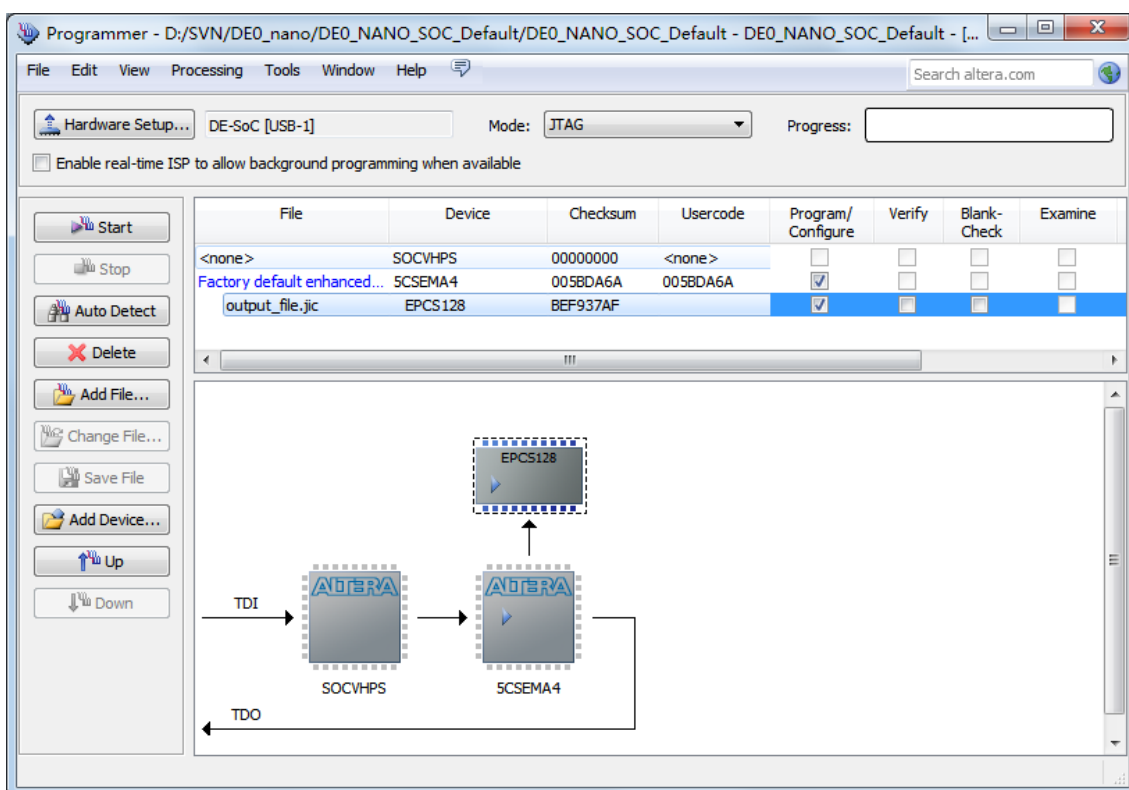 Programmer - D:/SVN/DE0_nano/DE0_NANO_SOC_Default/DE0_NANO_SOC_Default - DE0_NANO_SOC_Default - [...
File Edit View Processing Tools Window Help
Search altera.com
Hardware Setup... DE-SoC [USB-1] Mode: JTAG Progress:
Enable real-time ISP to allow background programming when available
Start
Stop
Auto Detect
Delete
Add File...
Change File...
Save File
Add Device...
Up
Down
File Device Checksum Usercode Program/ Verify Blank- Examine
Configure Check
<none> SOCVHPS 00000000 <none>
Factory default enhanced... 5CSEMA4 005BDA6A 005BDA6A
output_file.jic EPCS128 BEF937AF
EPCS128
ALTERA ALTERA
TDI
SOCVHPS 5CSEMA4
TDO